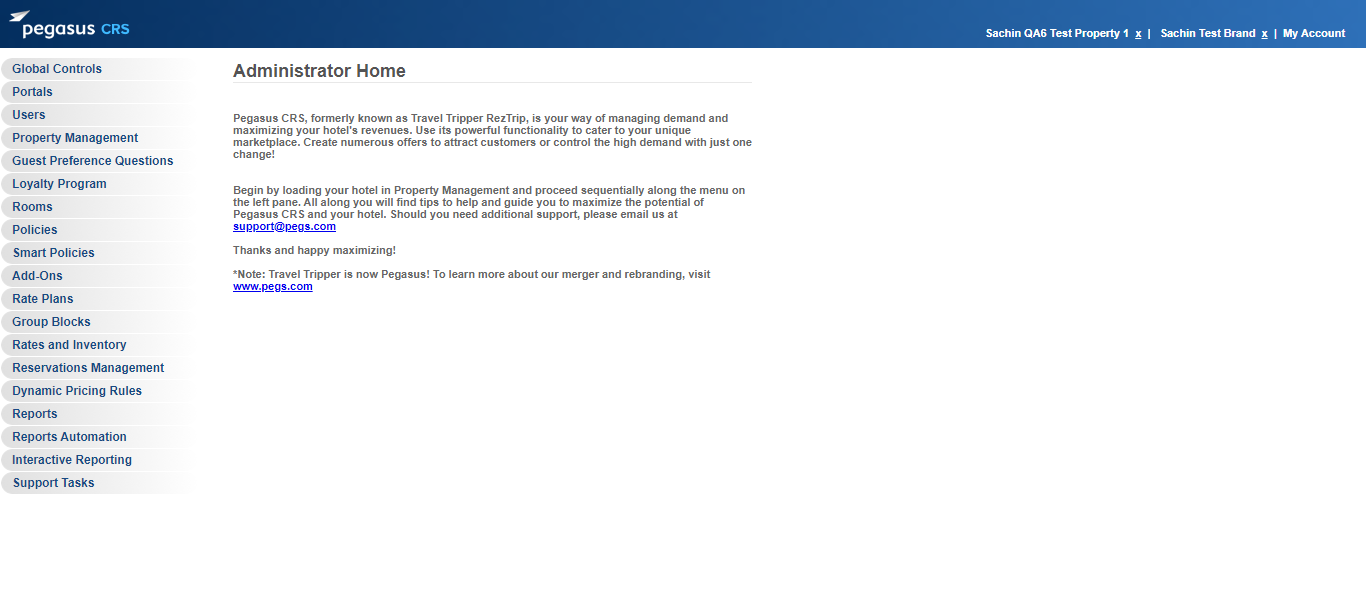 pegasus CRS
Sachin QA6 Test Property 1 x | Sachin Test Brand x | My Account
Global Controls
Portals
Users
Property Management
Guest Preference Questions
Loyalty Program
Rooms
Policies
Smart Policies
Add-Ons
Rate Plans
Group Blocks
Rates and Inventory
Reservations Management
Dynamic Pricing Rules
Reports
Reports Automation
Interactive Reporting
Support Tasks
Administrator Home
Pegasus CRS, formerly known as Travel Tripper RezTrip, is your way of managing demand and
maximizing your hotel's revenues. Use its powerful functionality to cater to your unique
marketplace. Create numerous offers to attract customers or control the high demand with just one
change!
Begin by loading your hotel in Property Management and proceed sequentially along the menu on
the left pane. All along you will find tips to help and guide you to maximize the potential of
Pegasus CRS and your hotel. Should you need additional support, please email us at
support@pegs.com
Thanks and happy maximizing!
*Note: Travel Tripper is now Pegasus! To learn more about our merger and rebranding, visit
www.pegs.com